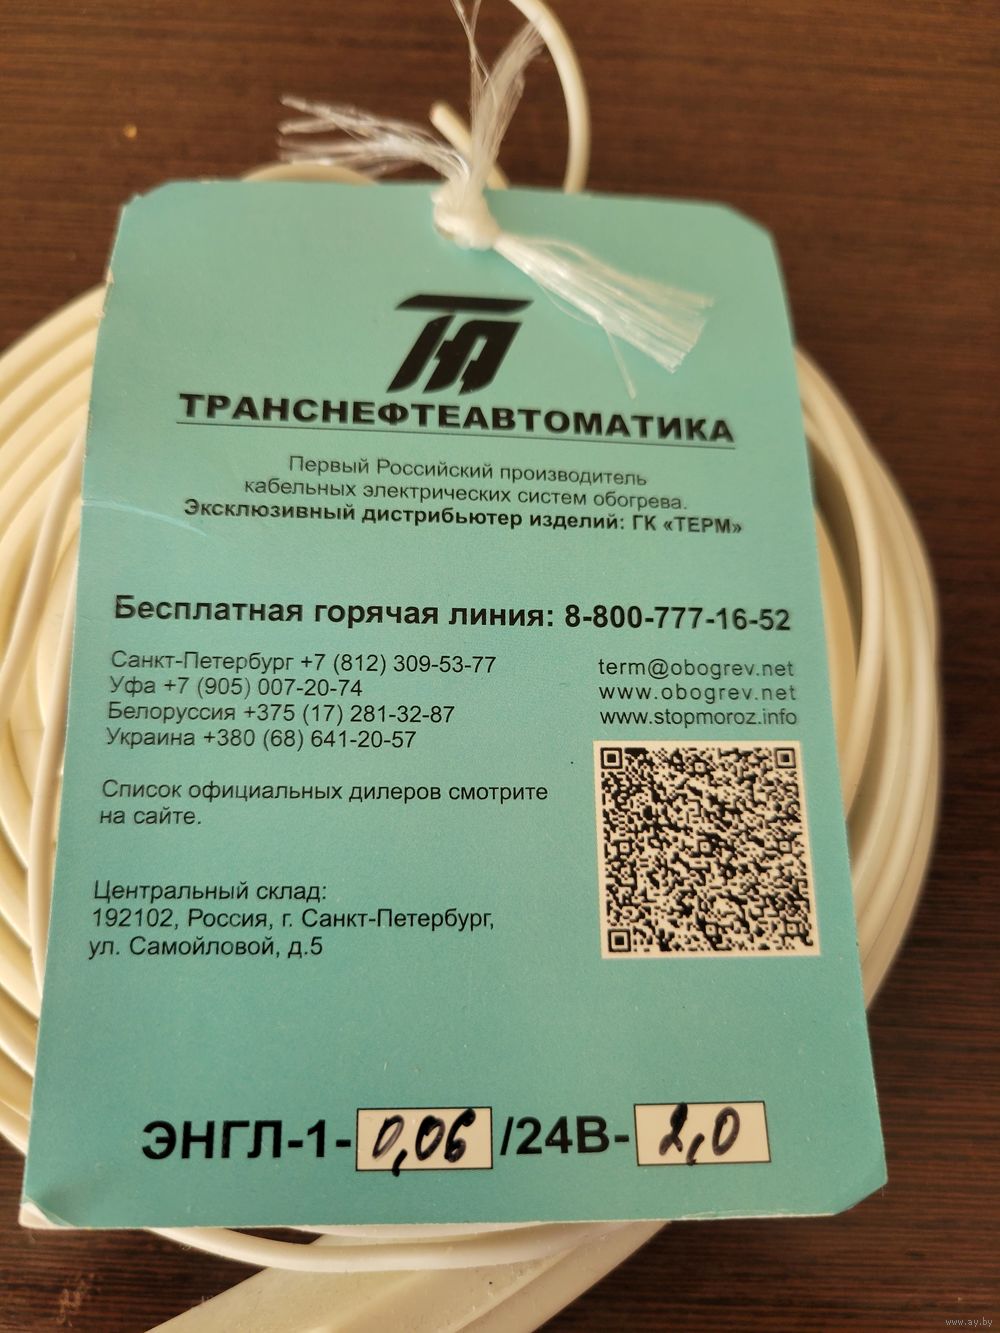 ТРАНСНЕФТЕАВТОМАТИКА
Первый Российский производитель
кабельных электрических систем обогрева.
Эксклюзивный дистрибьютер изделий: ГК «ТЕРМ»
Бесплатная горячая линия: 8-800-777-16-52
Санкт-Петербург +7 (812) 309-53-77
Уфа +7 (905) 007-20-74
Белоруссия +375 (17) 281-32-87
Украина +380 (68) 641-20-57
term@obogrev.net
www.obogrev.net
www.stopmoroz.info
Список официальных дилеров смотрите
на сайте.
Центральный склад:
192102, Россия, г. Санкт-Петербург,
ул. Самойловой, д.5
ЭНГЛ-1-0,06/24В-2,0
www.ay.by